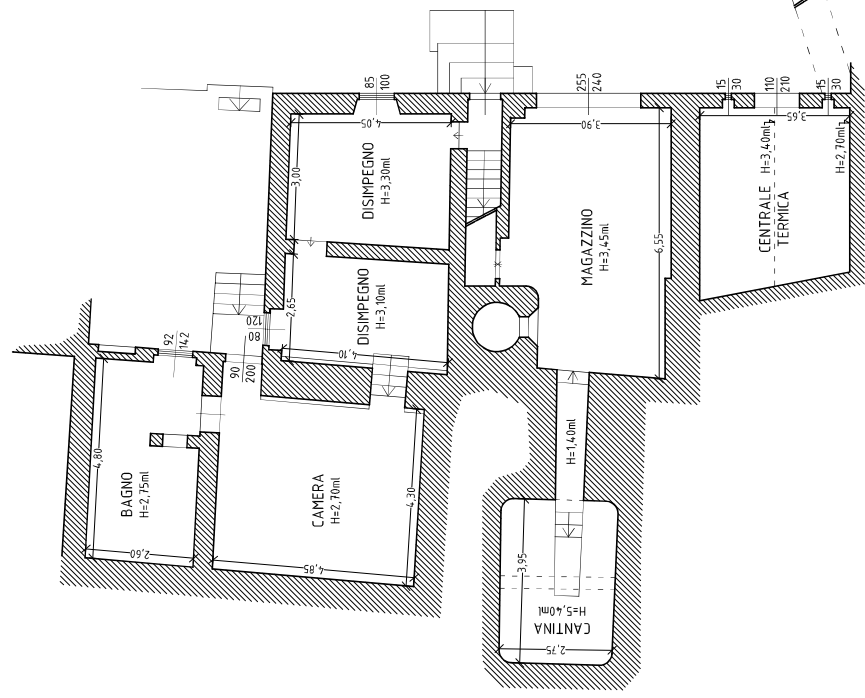 85
100
255
240
15
30
110
210
15
30
4,05
3,90
3,65
3,00
DISIMPEGNO
H=3,30ml
MAGAZZINO
H=3,45ml
6,55
CENTRALE
TERMICA
H=3,40ml
H=2,70ml
2,65
DISIMPEGNO
H=3,10ml
4,10
80
120
92
142
90
200
4,80
BAGNO
H=2,75ml
2,60
CAMERA
H=2,70ml
4,30
4,85
H=1,40ml
3,95
CANTINA
H=5,40ml
2,75